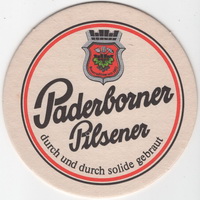 Paderborner
Pilsener
durch und durch solide gebraut